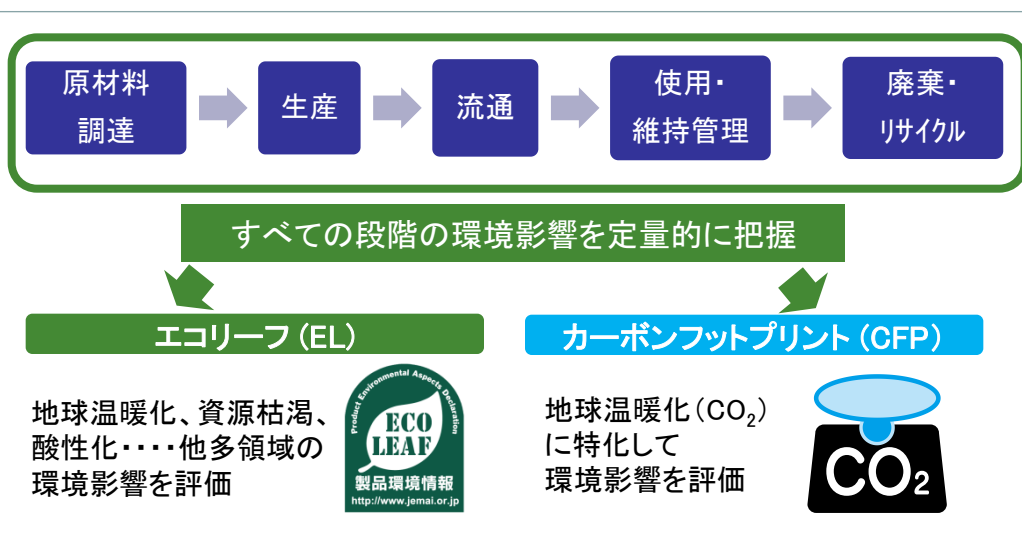 原材料
調達
生産
流通
使用・
維持管理
廃棄・
リサイクル
すべての段階の環境影響を定量的に把握
エコリーフ(EL)
地球温暖化、資源枯渇、
酸性化・・・・他多領域の
環境影響を評価
Product Environmental Aspects Declaration
ECO
LEAF
製品環境情報
http://www.jemai.or.jp
カーボンフットプリント(CFP)
地球温暖化(CO₂)
に特化して
環境影響を評価
CO₂